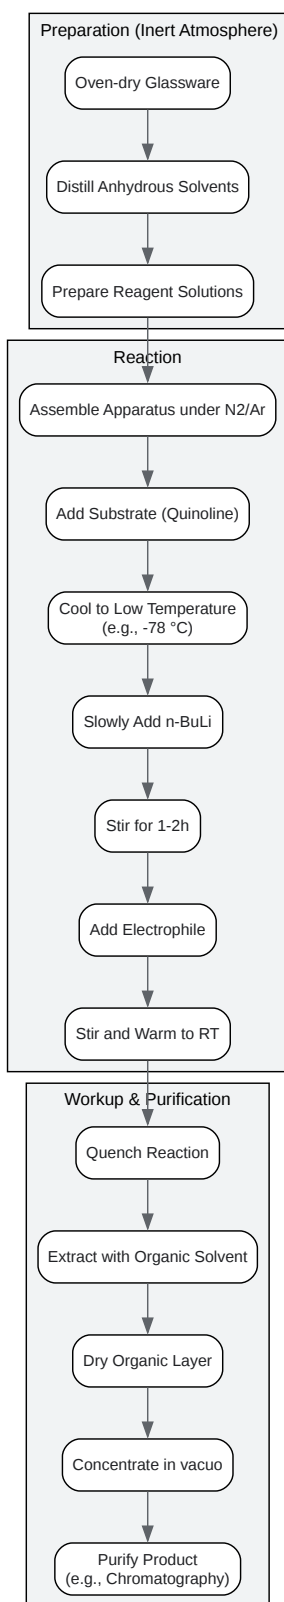 Preparation (Inert Atmosphere)
Oven-dry Glassware
Distill Anhydrous Solvents
Prepare Reagent Solutions
Reaction
Assemble Apparatus under N2/Ar
Add Substrate (Quinoline)
Cool to Low Temperature
(e.g., -78 °C)
Slowly Add n-BuLi
Stir for 1-2h
Add Electrophile
Stir and Warm to RT
Workup & Purification
Quench Reaction
Extract with Organic Solvent
Dry Organic Layer
Concentrate in vacuo
Purify Product
(e.g., Chromatography)